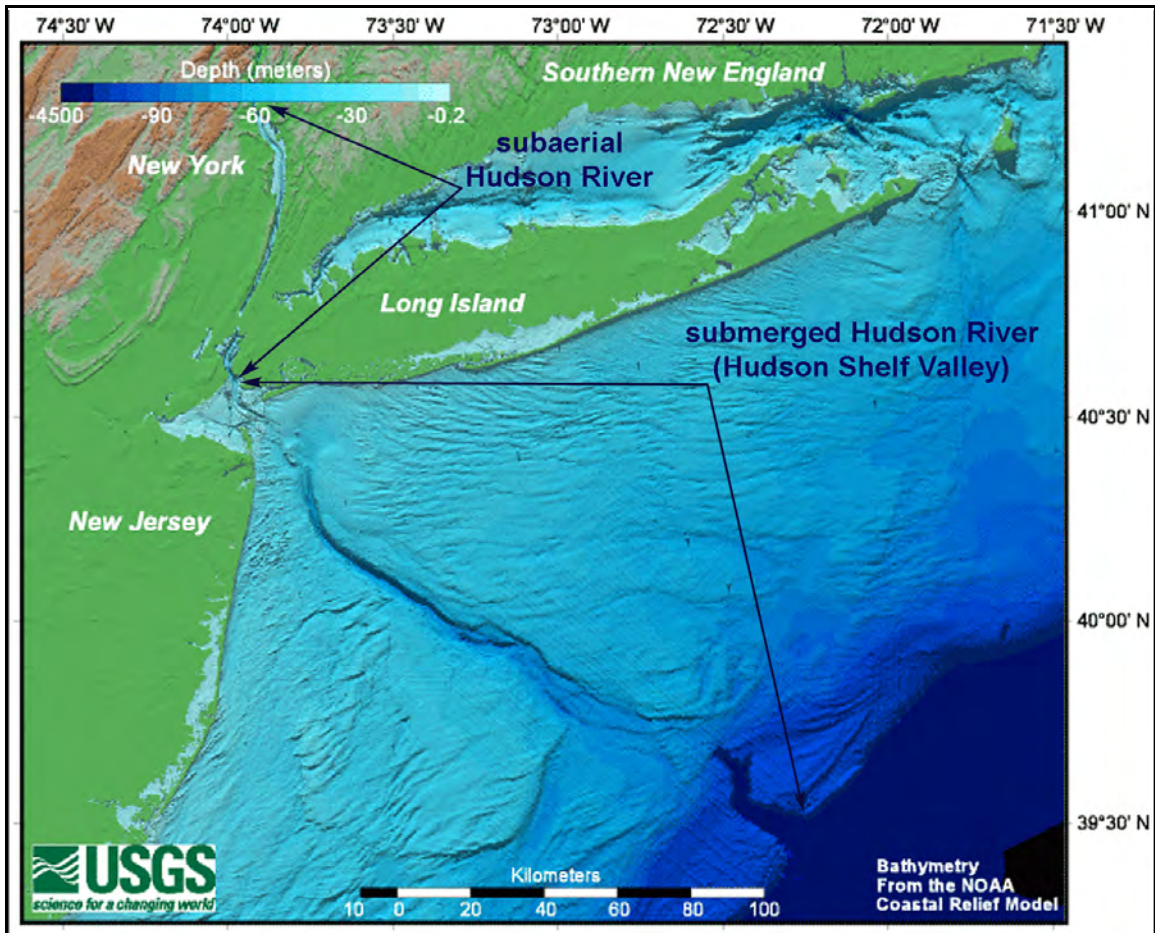 74°30' W 74°00' W 73°30' W 73°00' W 72°30' W 72°00' W 71°30' W
Depth (meters)
-4500 -90 -60 -30 -0.2
Southern New England
New York
subaerial
Hudson River
41°00' N
Long Island
submerged Hudson River
(Hudson Shelf Valley)
40°30' N
New Jersey
40°00' N
39°30' N
USGS
science for a changing world
Kilometers
10 0 20 40 60 80 100
Bathymetry
From the NOAA
Coastal Relief Model